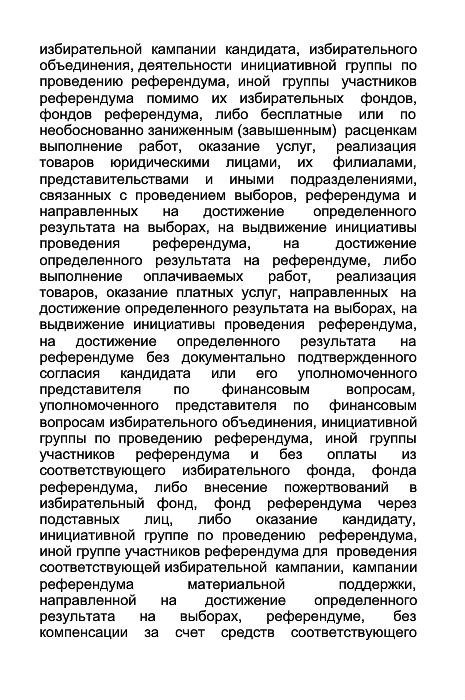 избирательной кампании кандидата, избирательного
объединения, деятельности инициативной группы по
проведению референдума, иной группы участников
референдума помимо их избирательных фондов,
фондов референдума, либо бесплатные или по
необоснованно заниженным (завышенным) расценкам
выполнение работ, оказание услуг, реализация
товаров юридическими лицами, их филиалами,
представительствами и иными подразделениями,
связанных с проведением выборов, референдума и
направленных на достижение определенного
результата на выборах, на выдвижение инициативы
проведения референдума, на достижение
определенного результата на референдуме, либо
выполнение оплачиваемых работ, реализация
товаров, оказание платных услуг, направленных на
достижение определенного результата на выборах, на
выдвижение инициативы проведения референдума,
на достижение определенного результата на
референдуме без документально подтвержденного
согласия кандидата или его уполномоченного
представителя по финансовым вопросам,
уполномоченного представителя по финансовым
вопросам избирательного объединения, инициативной
группы по проведению референдума, иной группы
участников референдума и без оплаты из
соответствующего избирательного фонда, фонда
референдума, либо внесение пожертвований в
избирательный фонд, фонд референдума через
подставных лиц, либо оказание кандидату,
инициативной группе по проведению референдума,
иной группе участников референдума для проведения
соответствующей избирательной кампании, кампании
референдума материальной поддержки,
направленной на достижение определенного
результата на выборах, референдуме, без
компенсации за счет средств соответствующего